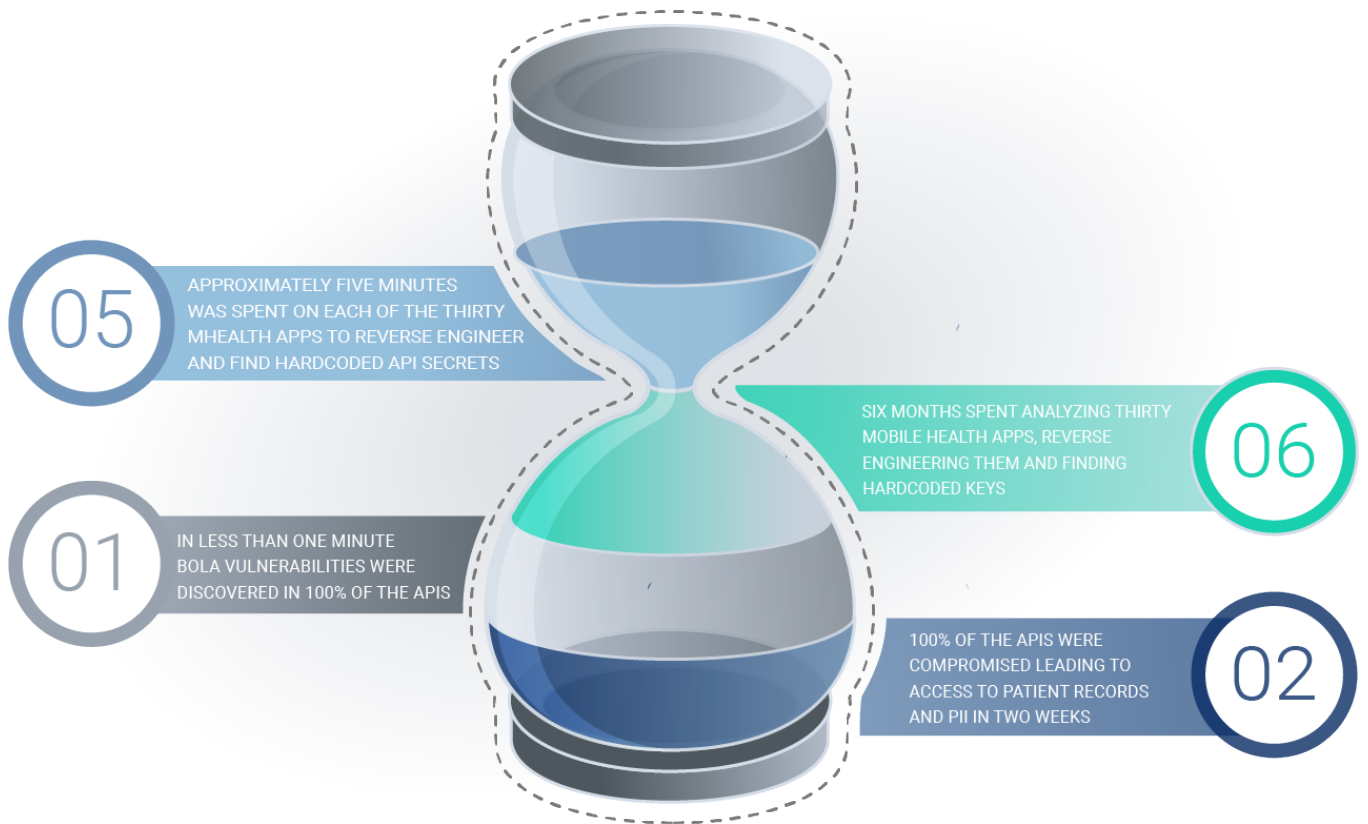 05
APPROXIMATELY FIVE MINUTES
WAS SPENT ON EACH OF THE THIRTY
MHEALTH APPS TO REVERSE ENGINEER
AND FIND HARDCODED API SECRETS
06
SIX MONTHS SPENT ANALYZING THIRTY
MOBILE HEALTH APPS, REVERSE
ENGINEERING THEM AND FINDING
HARDCODED KEYS
01
IN LESS THAN ONE MINUTE
BOLA VULNERABILITIES WERE
DISCOVERED IN 100% OF THE APIS
02
100% OF THE APIS WERE
COMPROMISED LEADING TO
ACCESS TO PATIENT RECORDS
AND PII IN TWO WEEKS